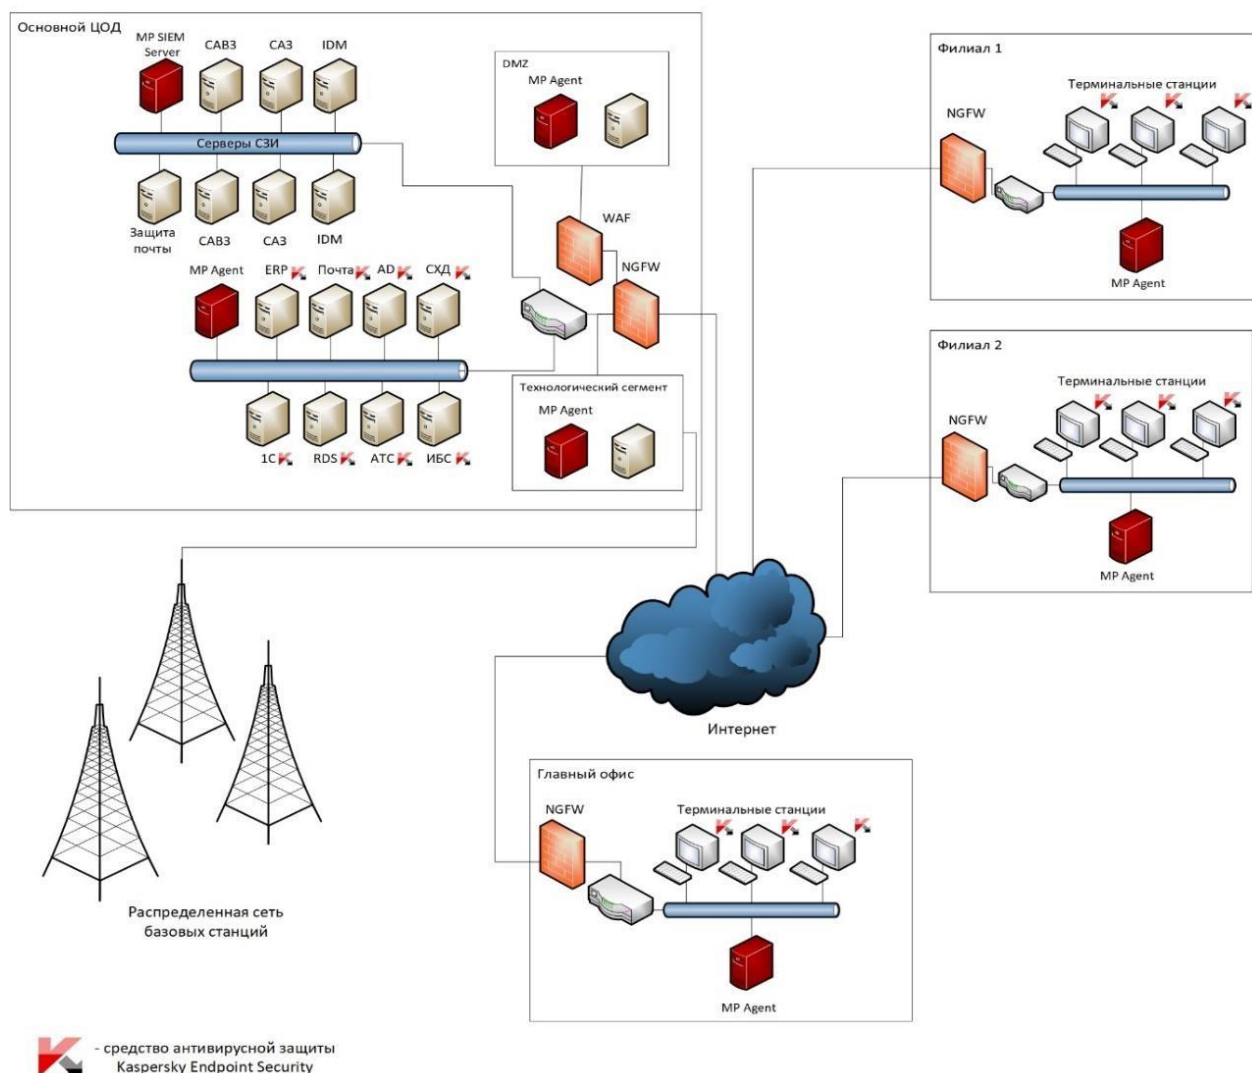 Основной ЦОД
MP SIEM
Server
САВЗ
САЗ
IDM
Серверы СЗИ
Защита
почты
САВЗ
САЗ
IDM
MP Agent
ERP
Почта
AD
СХД
1С
RDS
АТС
ИБС
DMZ
MP Agent
WAF
NGFW
Технологический сегмент
MP Agent
Филиал 1
Терминальные станции
NGFW
MP Agent
Филиал 2
Терминальные станции
NGFW
MP Agent
Интернет
Распределенная сеть
базовых станций
Главный офис
NGFW
Терминальные станции
MP Agent
- средство антивирусной защиты
Kaspersky Endpoint Security